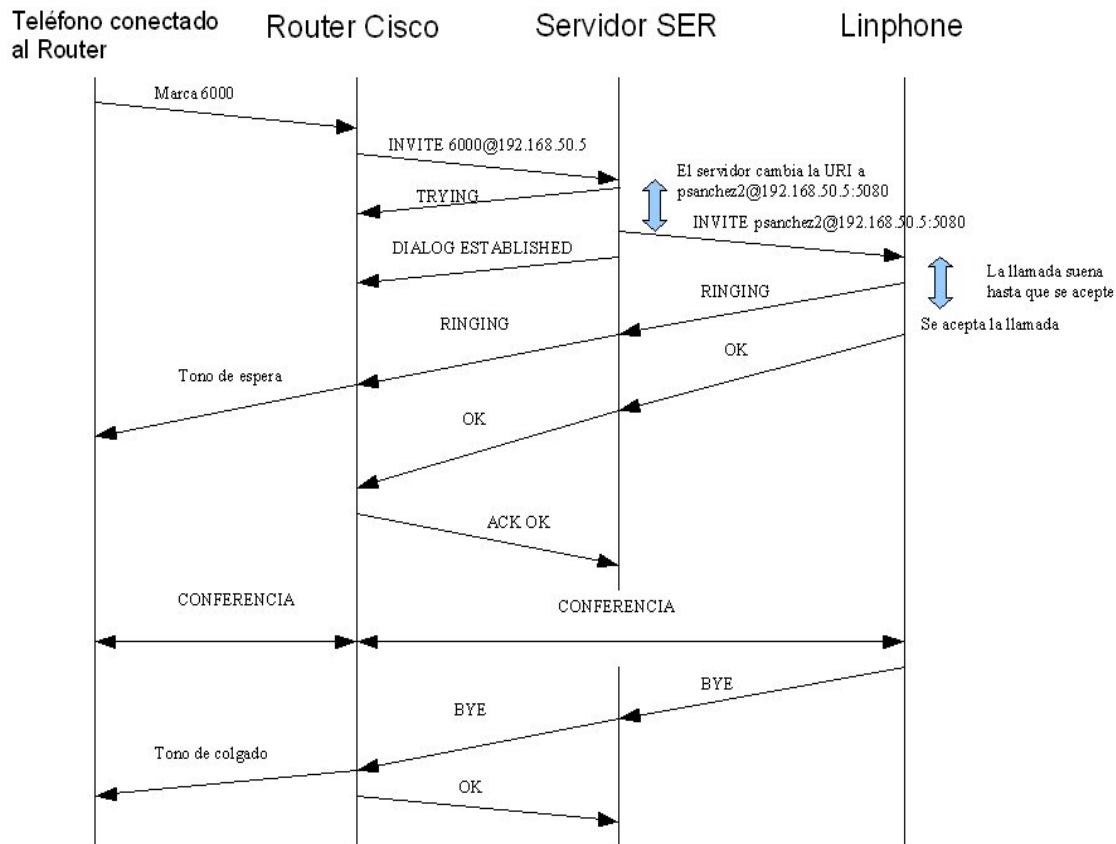 Teléfono conectado
al Router
Router Cisco
Servidor SER
Linphone
Marca 6000
INVITE 6000@192.168.50.5
El servidor cambia la URI a
psanchez2@192.168.50.5:5080
TRYING
INVITE psanchez2@192.168.50.5:5080
DIALOG ESTABLISHED
La llamada suena
hasta que se acepte
RINGING
RINGING
Se acepta la llamada
OK
Tono de espera
OK
ACK OK
CONFERENCIA
CONFERENCIA
BYE
BYE
Tono de colgado
OK